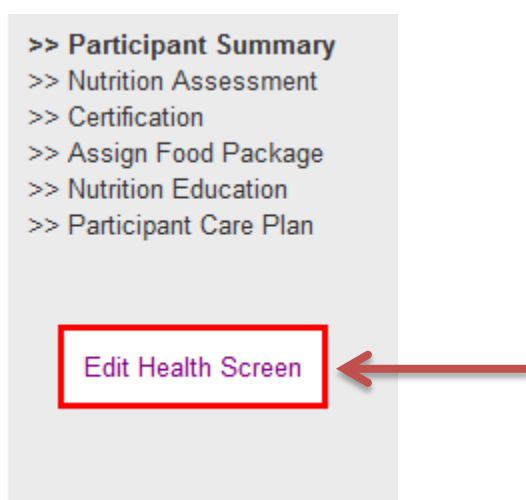 >> Participant Summary
>> Nutrition Assessment
>> Certification
>> Assign Food Package
>> Nutrition Education
>> Participant Care Plan
Edit Health Screen